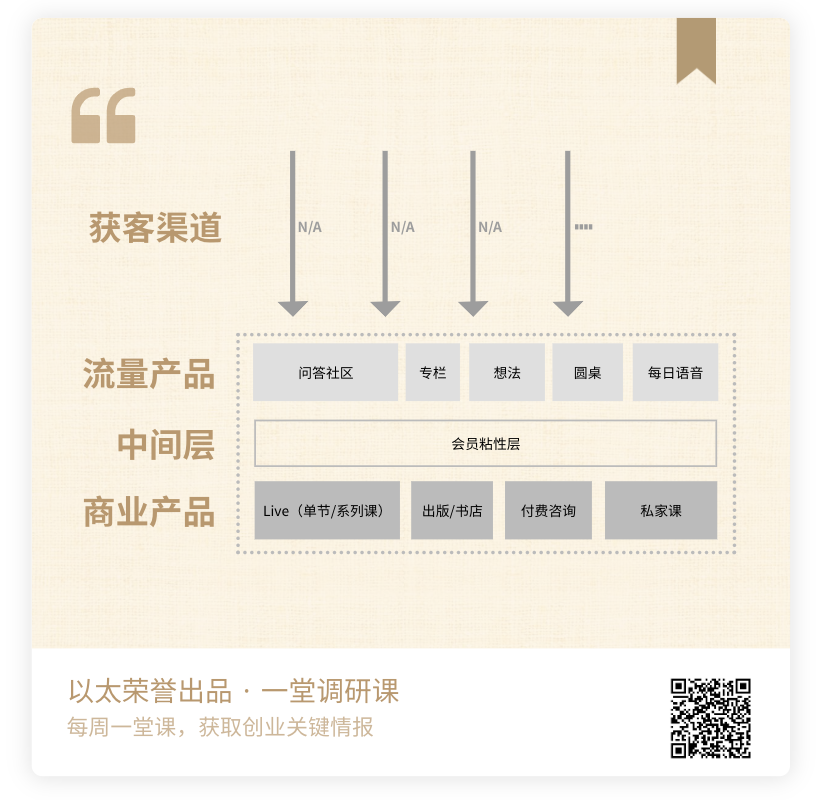 获客渠道 N/A N/A N/A
流量产品 问答社区 专栏 想法 圆桌 每日语音
中间层 会员粘性层
商业产品 Live（单节/系列课） 出版/书店 付费咨询 私家课
以太荣誉出品 · 一堂调研课
每周一堂课，获取创业关键情报